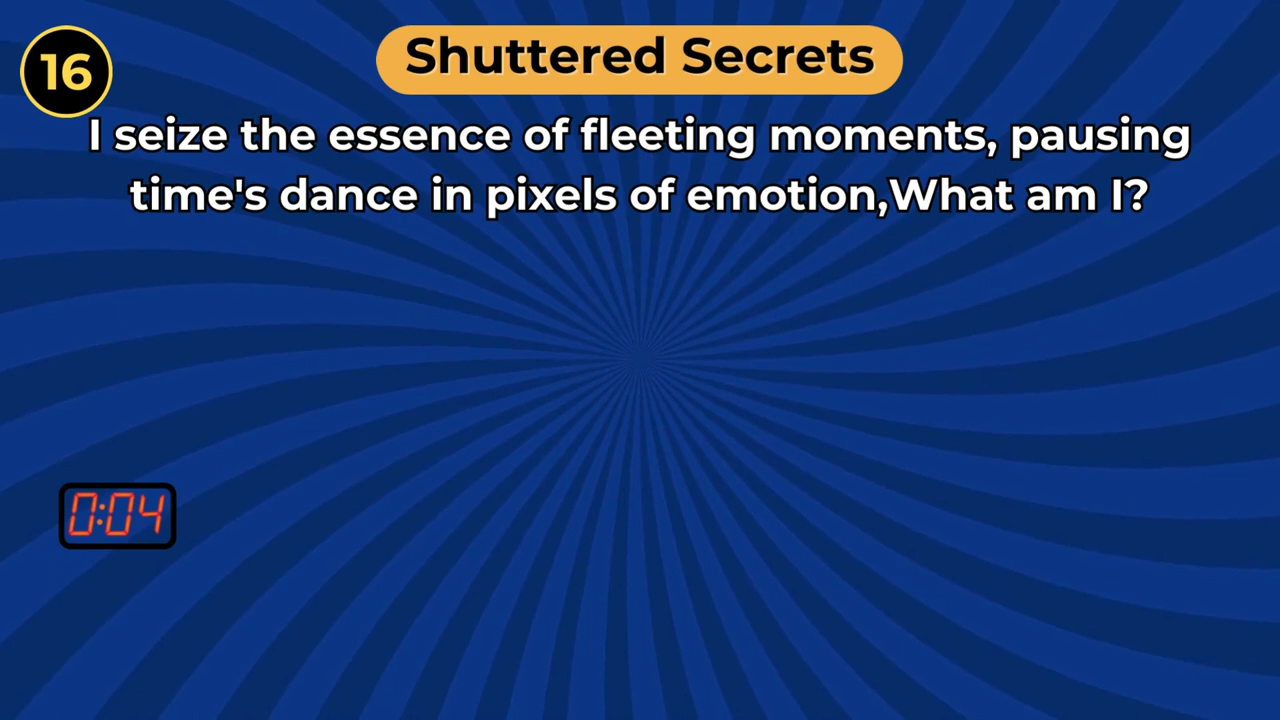 16
Shuttered Secrets
I seize the essence of fleeting moments, pausing
time's dance in pixels of emotion,What am I?
0:04